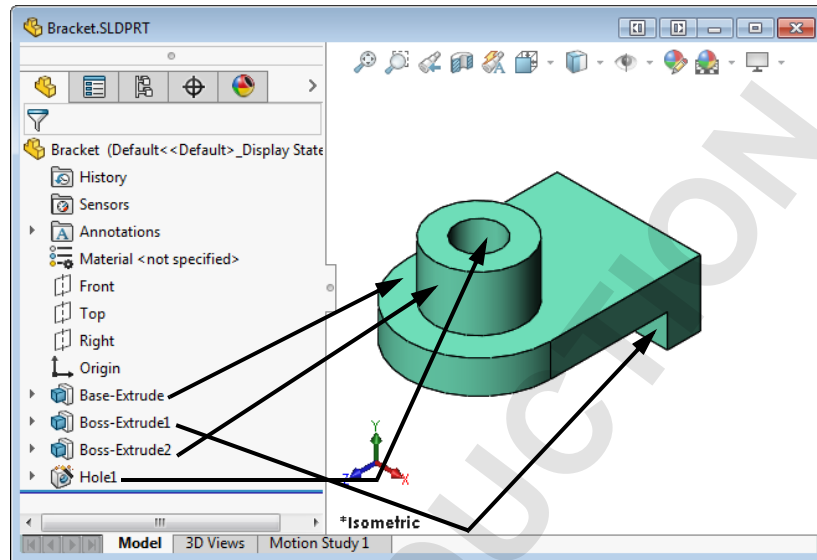 Bracket.SLDPRT
Bracket (Default<<Default>_Display State
History
Sensors
A Annotations
Material <not specified>
Front
Top
Right
Origin
Base-Extrude
Boss-Extrude1
Boss-Extrude2
Hole1
Y
Z X
*Isometric
Model 3D Views Motion Study 1
UCTION